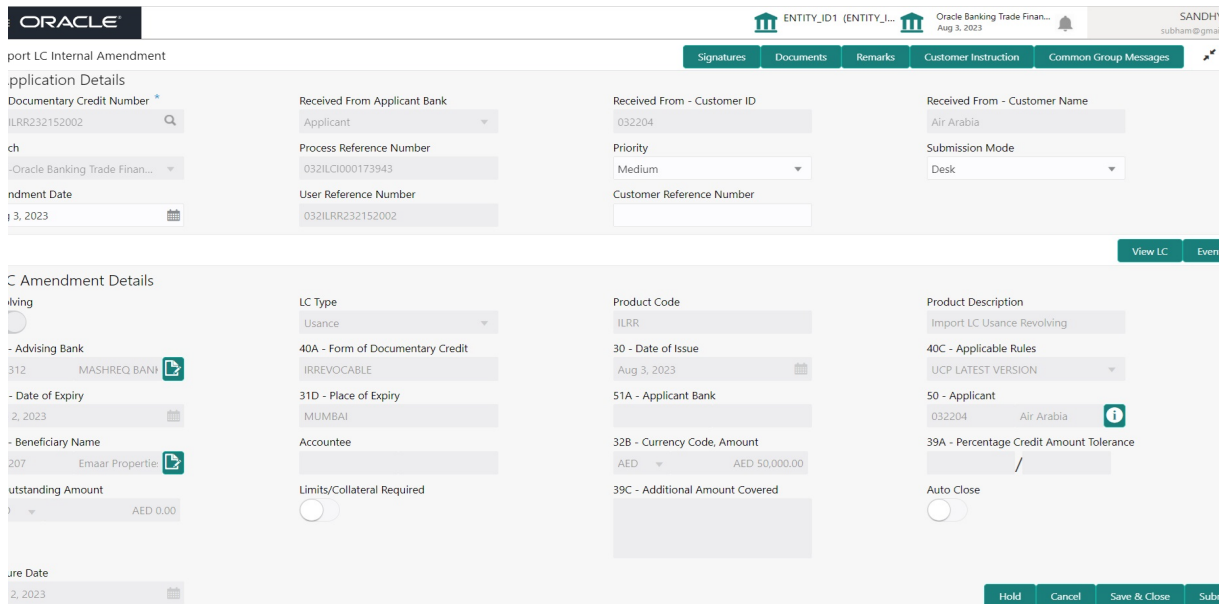 ORACLE
ENTITY_ID1 (ENTITY_I...
Oracle Banking Trade Finan...
Aug 3, 2023
SANDHY
subham@gmai
port LC Internal Amendment
Signatures
Documents
Remarks
Customer Instruction
Common Group Messages
pplication Details
Documentary Credit Number *
Received From Applicant Bank
Received From - Customer ID
Received From - Customer Name
ILRR232152002
Applicant
032204
Air Arabia
ch
Process Reference Number
Priority
Submission Mode
-Oracle Banking Trade Finan...
032ILCI000173943
Medium
Desk
ndment Date
User Reference Number
Customer Reference Number
3, 2023
032ILRR232152002
View LC
Even
C Amendment Details
lving
LC Type
Product Code
Product Description
Usance
ILRR
Import LC Usance Revolving
- Advising Bank
40A - Form of Documentary Credit
30 - Date of Issue
40C - Applicable Rules
312
MASHREQ BANK
IRREVOCABLE
Aug 3, 2023
UCP LATEST VERSION
- Date of Expiry
31D - Place of Expiry
51A - Applicant Bank
50 - Applicant
2, 2023
MUMBAI
032204
Air Arabia
- Beneficiary Name
Accountee
32B - Currency Code, Amount
39A - Percentage Credit Amount Tolerance
207
Emaar Propertie
AED
AED 50,000.00
/
utstanding Amount
Limits/Collateral Required
39C - Additional Amount Covered
Auto Close
AED 0.00
ure Date
2, 2023
Hold
Cancel
Save & Close
Sub